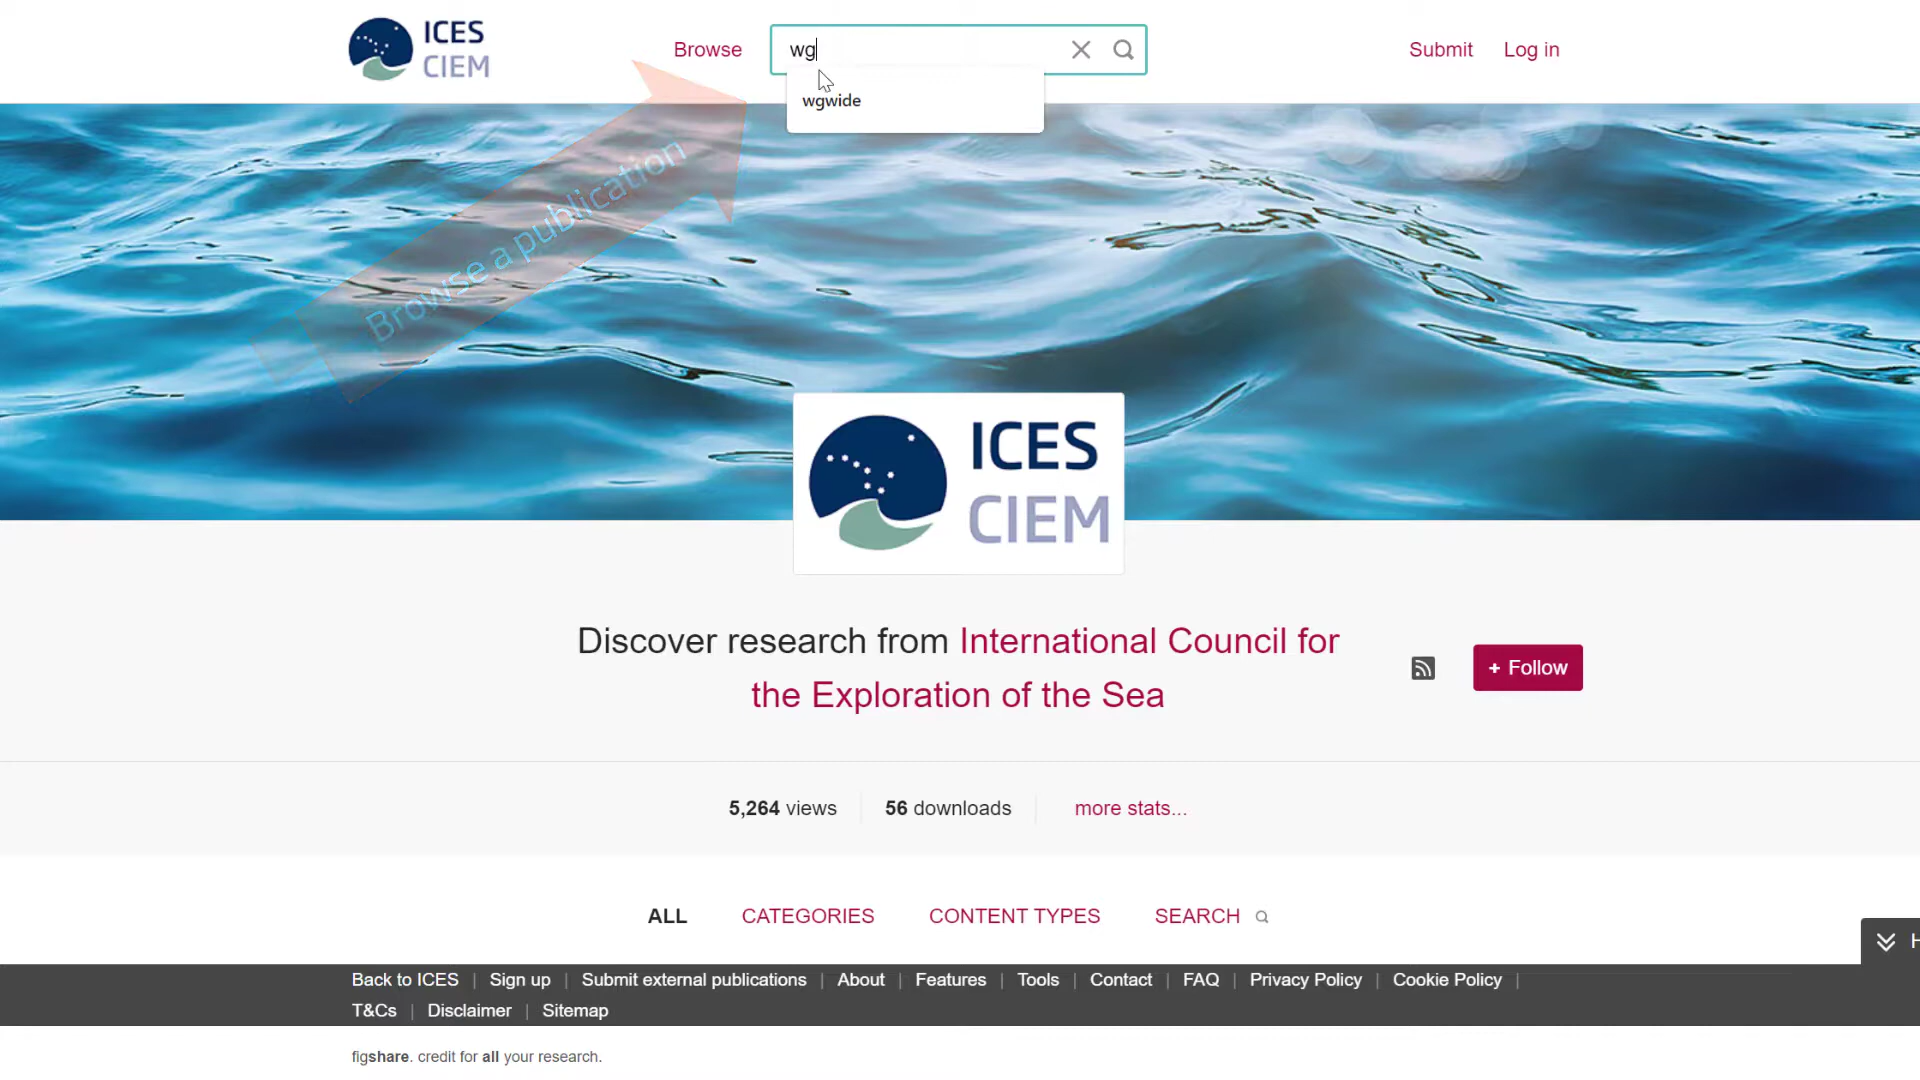 ICES
CIEM
Browse
wg
Submit
Log in
wgwide
Browse a publication
ICES
CIEM
Discover research from International Council for
the Exploration of the Sea
+ Follow
5,264 views
56 downloads
more stats...
ALL
CATEGORIES
CONTENT TYPES
SEARCH
H
Back to ICES | Sign up | Submit external publications | About | Features | Tools | Contact | FAQ | Privacy Policy | Cookie Policy |
T&Cs | Disclaimer | Sitemap
figshare. credit for all your research.